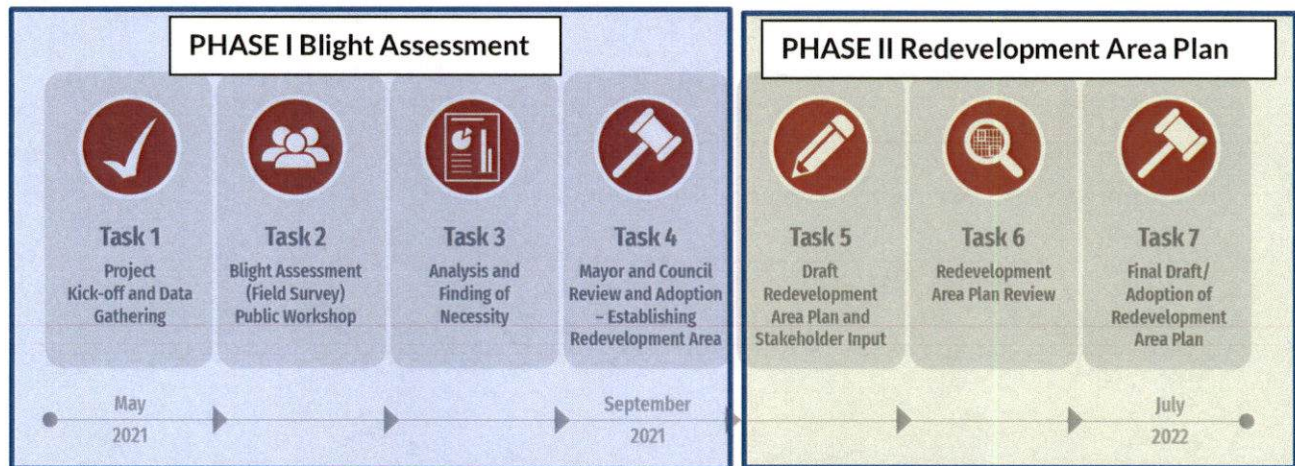 PHASE I Blight Assessment
PHASE II Redevelopment Area Plan
Task 1
Project
Kick-off and Data
Gathering
Task 2
Blight Assessment
(Field Survey)
Public Workshop
Task 3
Analysis and
Finding of
Necessity
Task 4
Mayor and Council
Review and Adoption
– Establishing
Redevelopment Area
Task 5
Draft
Redevelopment
Area Plan and
Stakeholder Input
Task 6
Redevelopment
Area Plan Review
Task 7
Final Draft/
Adoption of
Redevelopment
Area Plan
May
2021
September
2021
July
2022